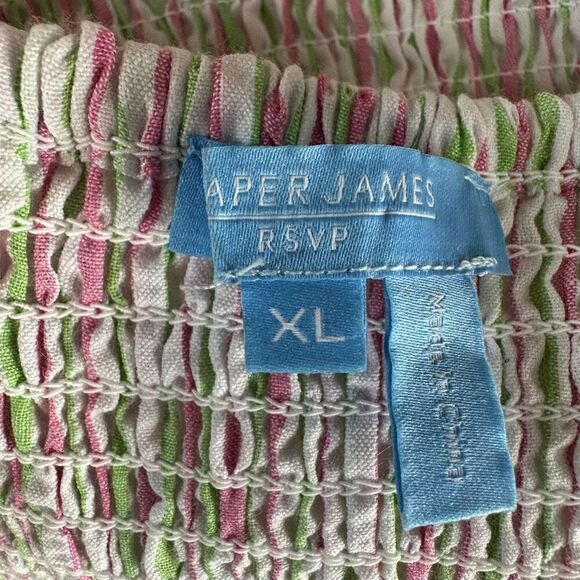 APER JAMES
RSVP
XL
Made in China